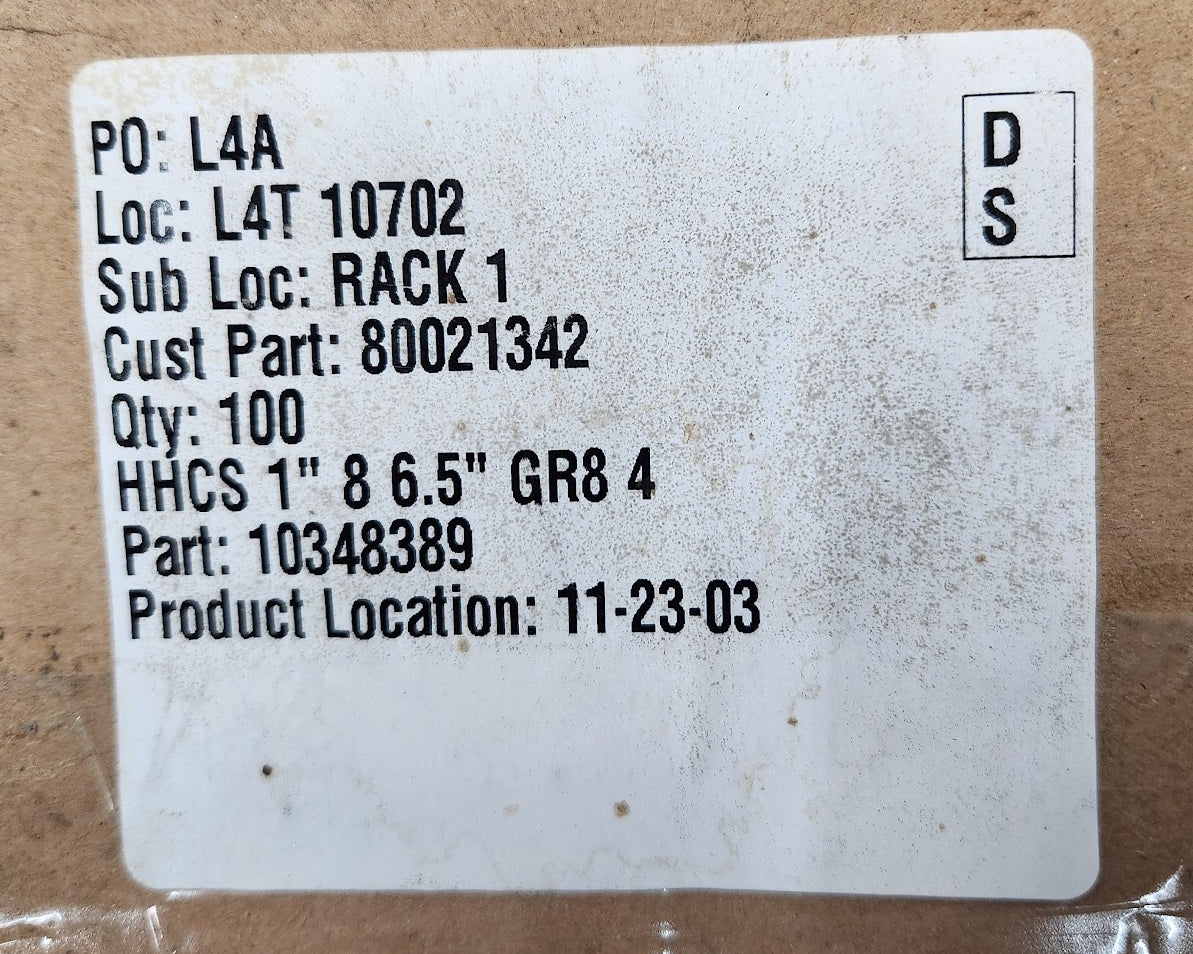 PO: L4A
Loc: L4T 10702
Sub Loc: RACK 1
Cust Part: 80021342
Qty: 100
HHCS 1" 8 6.5" GR8 4
Part: 10348389
Product Location: 11-23-03
D
S